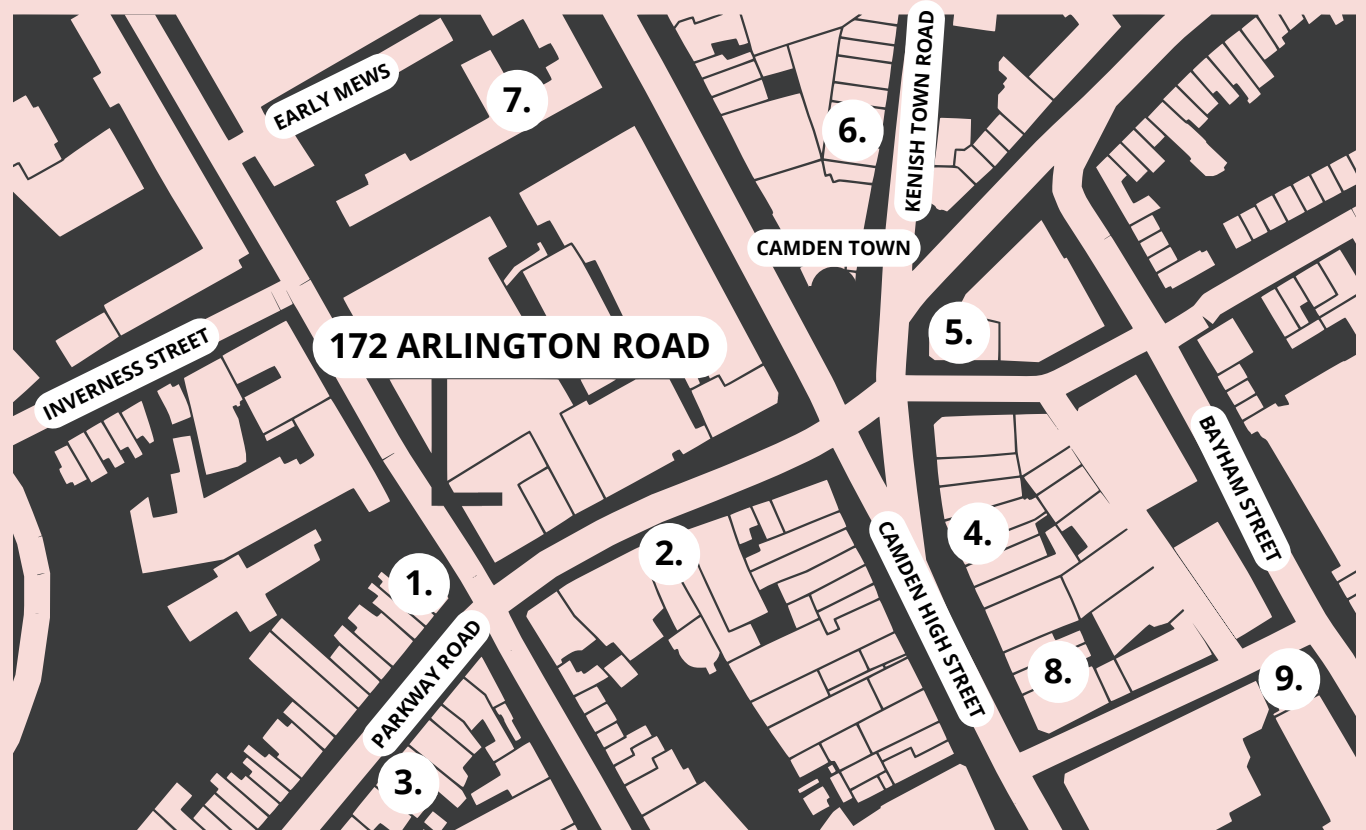 KENISH TOWN ROAD
EARLY MEWS
7.
6.
CAMDEN TOWN
172 ARLINGTON ROAD
5.
INVERNESS STREET
BAYHAM STREET
4.
2.
1.
CAMDEN HIGH STREET
PARKWAY ROAD
8.
9.
3.